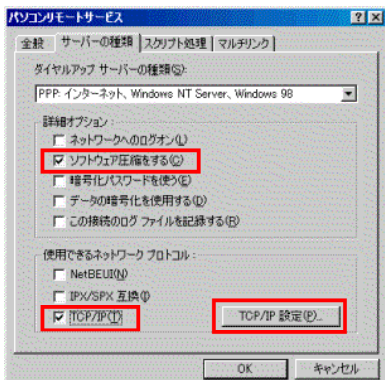 パソコンリモートサービス
全般 サーバーの種類 スクリプト処理 マルチリンク
ダイヤルアップ サーバーの種類(S):
PPP: インターネット、Windows NT Server、Windows 98
詳細オプション:
ネットワークへのログオン(L)
ソフトウェア圧縮をする(C)
暗号化パスワードを使う(E)
データの暗号化を使用する(D)
この接続のログ ファイルを記録する(R)
使用できるネットワーク プロトコル:
NetBEUI(N)
IPX/SPX 互換(I)
TCP/IP(T)
TCP/IP 設定(P)...
OK キャンセル